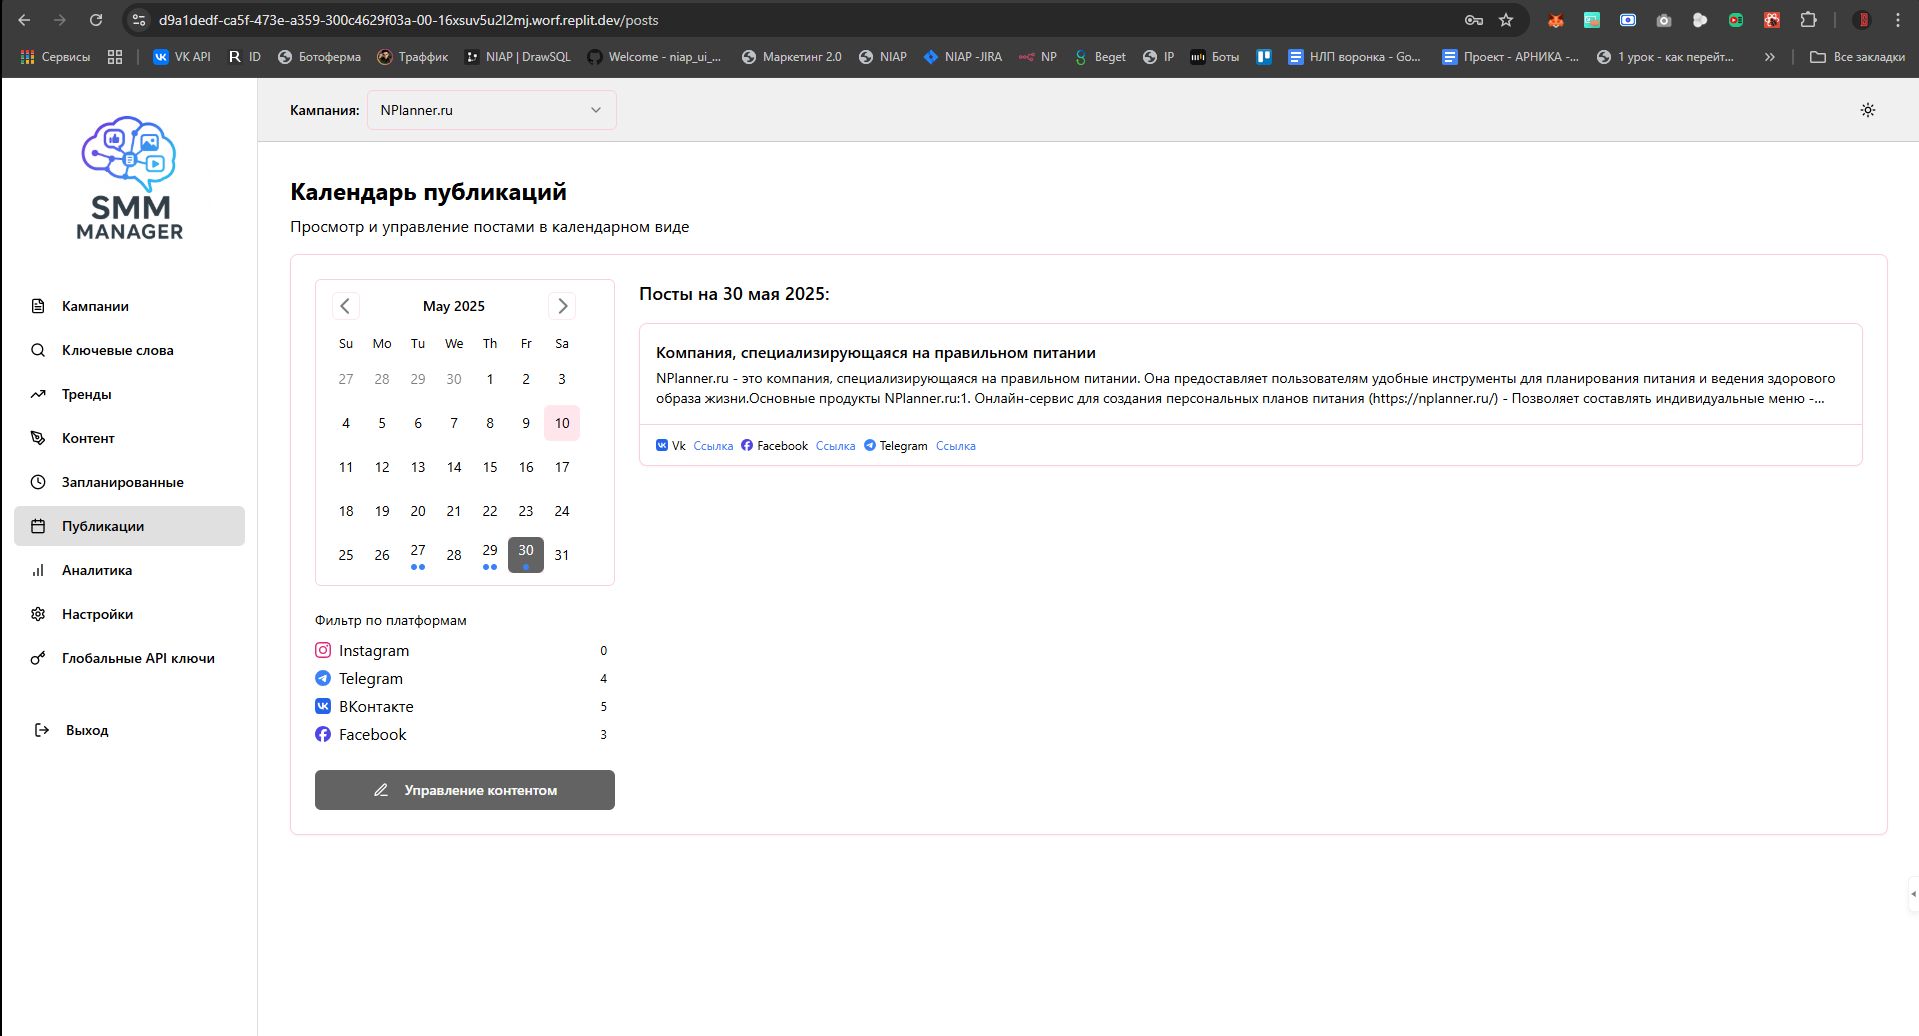 d9a1dedf-ca5f-473e-a359-300c4629f03a-00-16xsuv5u2l2mj.worf.replit.dev/posts
Сервисы VK API ID Ботоферма Траффик NIAP | DrawSQL Welcome - niap_ui_... Маркетинг 2.0 NIAP NIAP -JIRA NP Beget IP Боты НЛП воронка - Go... Проект - АРНИКА -... 1 урок - как перейт... Все закладки
SMM
MANAGER
Кампании
Ключевые слова
Тренды
Контент
Запланированные
Публикации
Аналитика
Настройки
Глобальные API ключи
Выход
Кампания: NPlanner.ru
Календарь публикаций
Просмотр и управление постами в календарном виде
May 2025
Su Mo Tu We Th Fr Sa
27 28 29 30 1 2 3
4 5 6 7 8 9 10
11 12 13 14 15 16 17
18 19 20 21 22 23 24
25 26 27 28 29 30 31
Фильтр по платформам
Instagram 0
Telegram 4
ВКонтакте 5
Facebook 3
Управление контентом
Посты на 30 мая 2025:
Компания, специализирующаяся на правильном питании
NPlanner.ru - это компания, специализирующаяся на правильном питании. Она предоставляет пользователям удобные инструменты для планирования питания и ведения здорового
образа жизни.Основные продукты NPlanner.ru:1. Онлайн-сервис для создания персональных планов питания (https://nplanner.ru/) - Позволяет составлять индивидуальные меню -...
Vk Ссылка Facebook Ссылка Telegram Ссылка